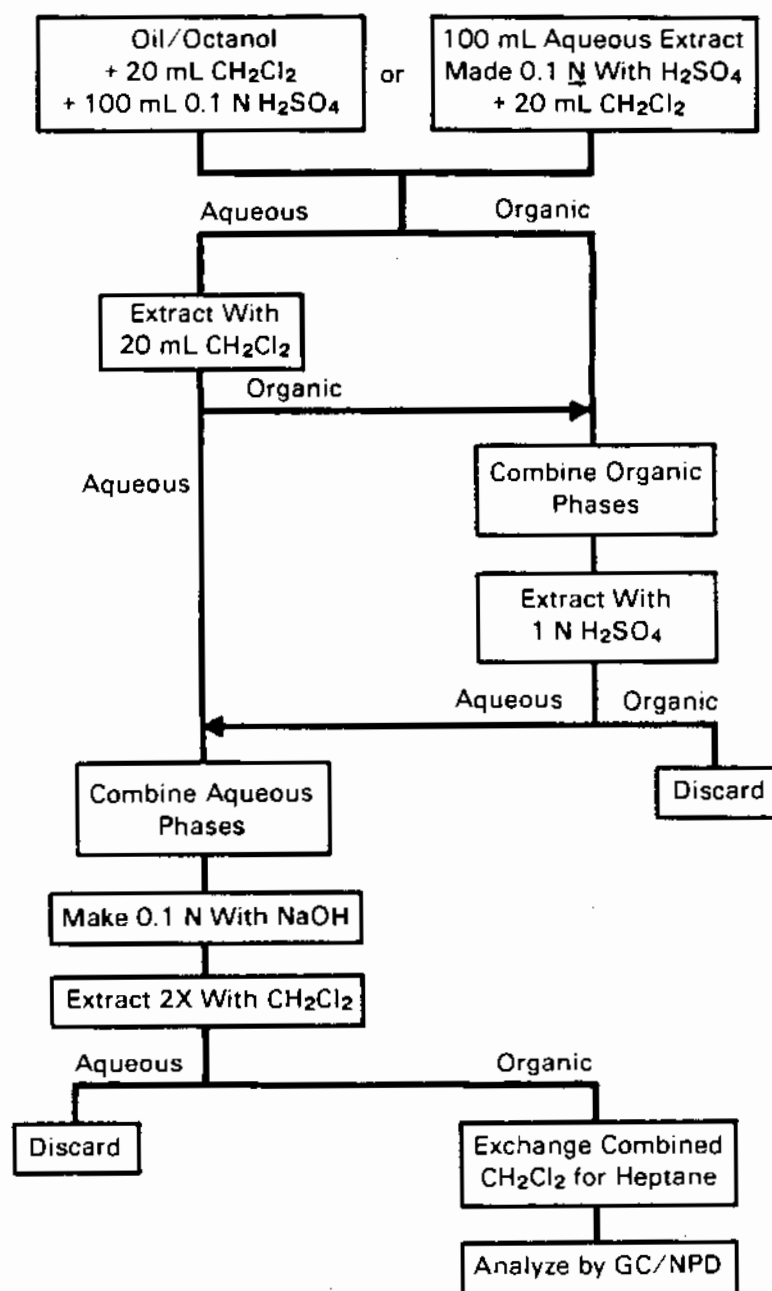 Oil/Octanol
+ 20 mL CH₂Cl₂
+ 100 mL 0.1 N H₂SO₄
or
100 mL Aqueous Extract
Made 0.1 N With H₂SO₄
+ 20 mL CH₂Cl₂
Aqueous
Organic
Extract With
20 mL CH₂Cl₂
Organic
Aqueous
Combine Organic
Phases
Extract With
1 N H₂SO₄
Aqueous
Organic
Combine Aqueous
Phases
Discard
Make 0.1 N With NaOH
Extract 2X With CH₂Cl₂
Aqueous
Organic
Discard
Exchange Combined
CH₂Cl₂ for Heptane
Analyze by GC/NPD